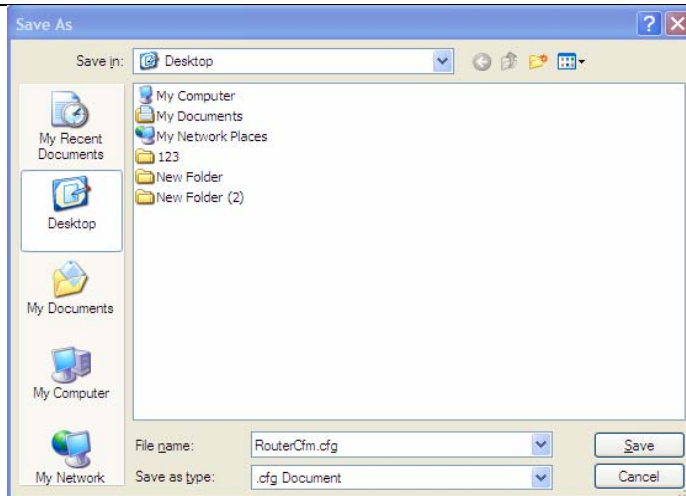 Save As
Save in: Desktop
My Recent
Documents
Desktop
My Documents
My Computer
My Network
My Computer
My Documents
My Network Places
123
New Folder
New Folder (2)
File name: RouterCfm.cfg Save
Save as type: .cfg Document Cancel